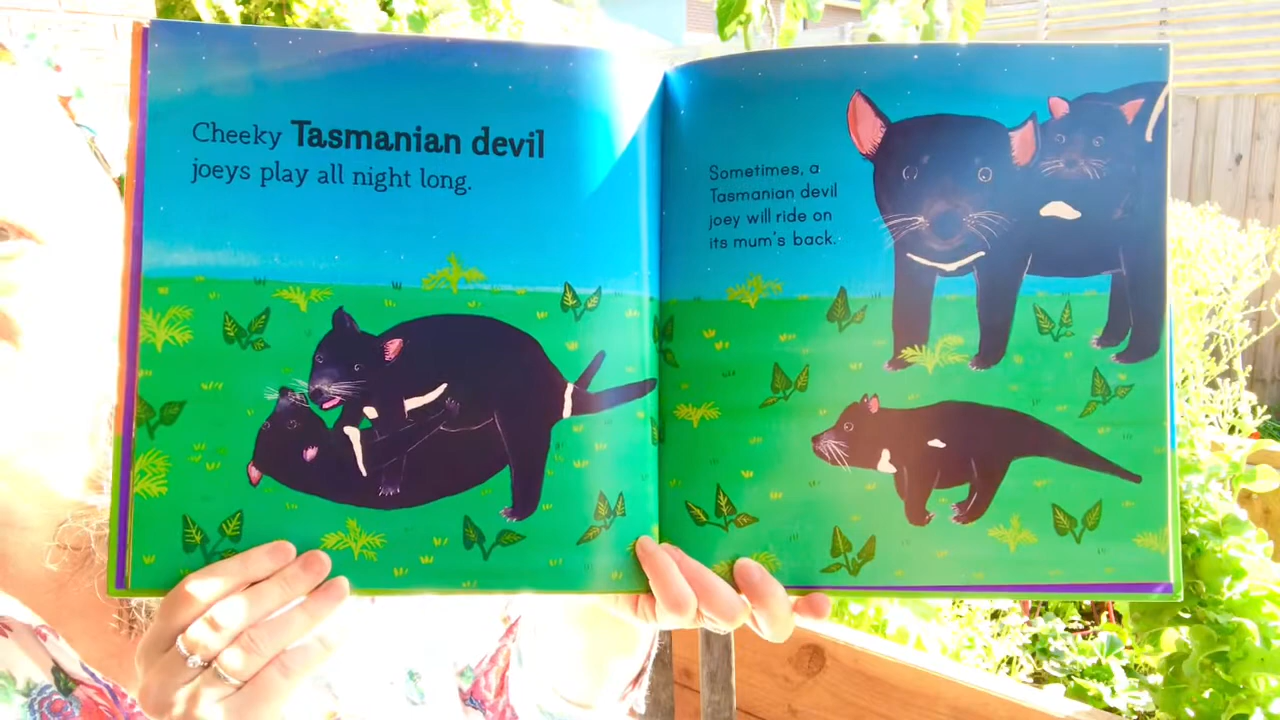 Cheeky Tasmanian devil
joeys play all night long.
Sometimes, a
Tasmanian devil
joey will ride on
its mum's back.